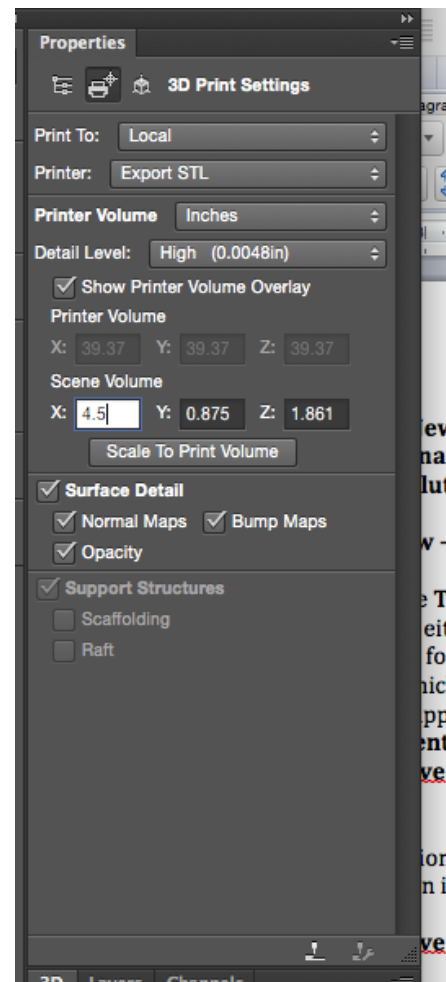 Properties
3D Print Settings
agra
Print To: Local
Printer: Export STL
Printer Volume Inches
Detail Level: High (0.0048in)
Show Printer Volume Overlay
Printer Volume
X: 39.37 Y: 39.37 Z: 39.37
Scene Volume
X: 4.5 Y: 0.875 Z: 1.861
Scale To Print Volume
Surface Detail
Normal Maps Bump Maps
Opacity
Support Structures
Scaffolding
Raft
3D Layers Channels